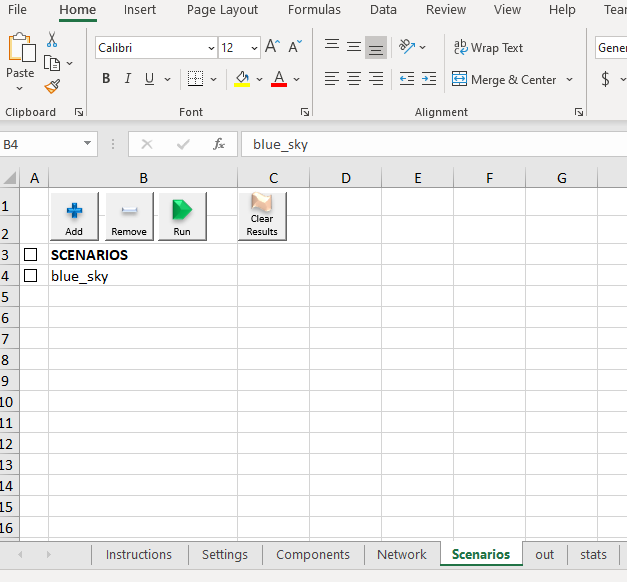 File Home Insert Page Layout Formulas Data Review View Help
Paste
Calibri 12 A A
B I U A
ab Wrap Text
Merge & Center
$
Clipboard Font Alignment
B4 fx blue_sky
A B C D E F G
1
Add Remove Run Clear Results
2
3 SCENARIOS
4 blue_sky
5
6
7
8
9
10
11
12
13
14
15
16
Instructions Settings Components Network Scenarios out stats